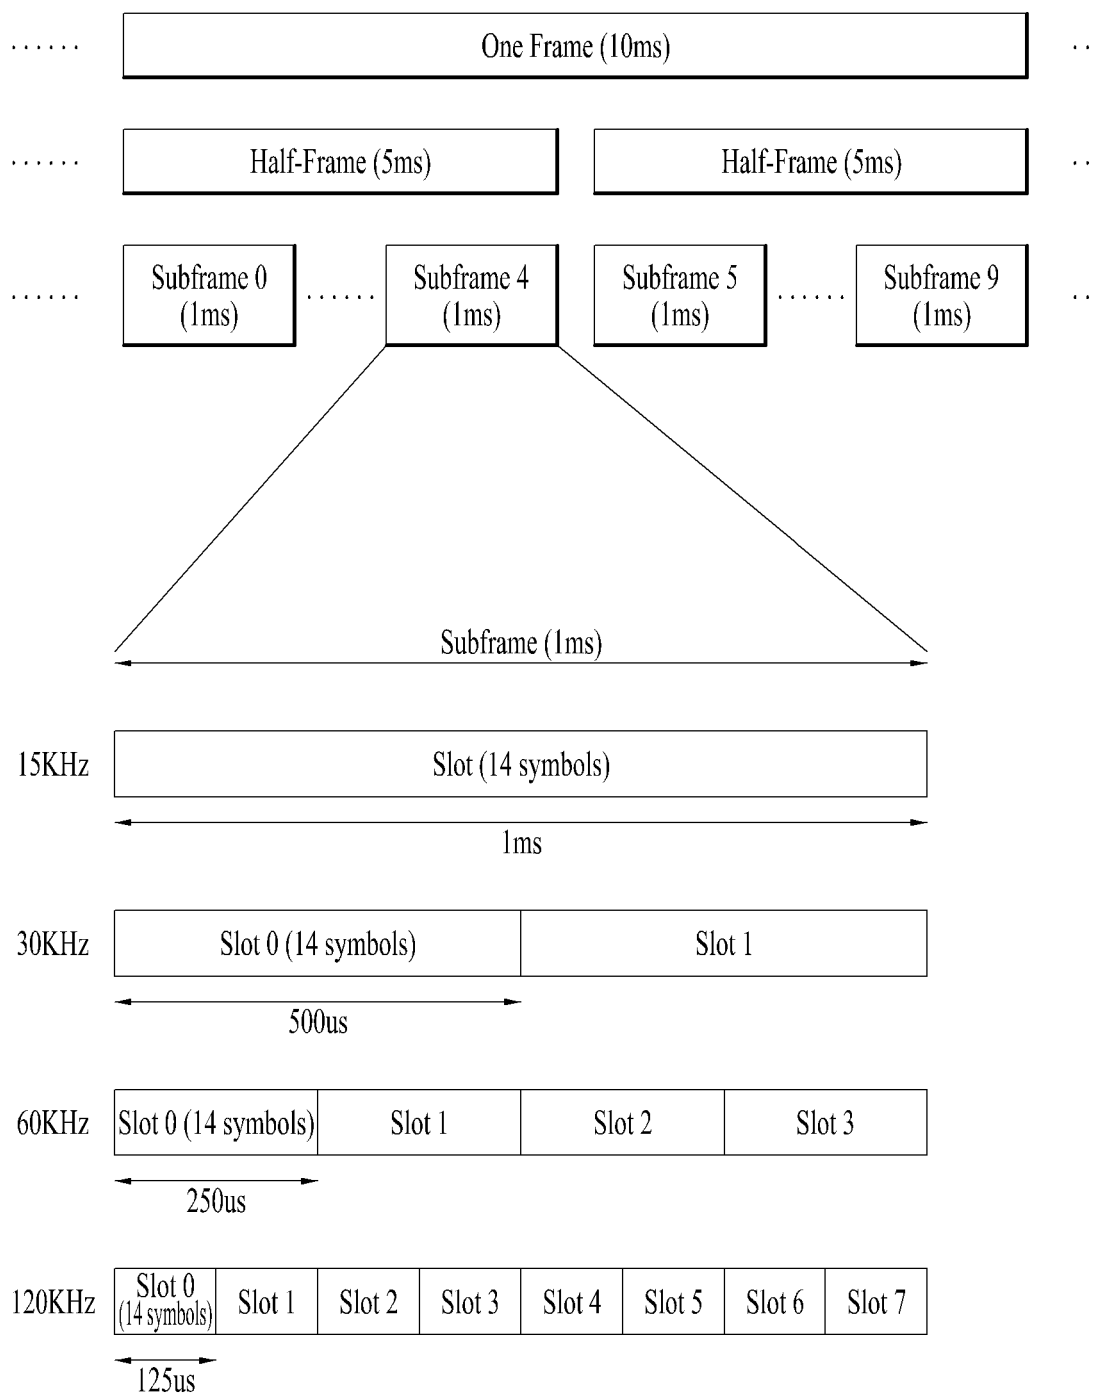 ...... One Frame (10ms) ..
...... Half-Frame (5ms) Half-Frame (5ms) ..
...... Subframe 0 (1ms) ...... Subframe 4 (1ms) Subframe 5 (1ms) ...... Subframe 9 (1ms) ..
Subframe (1ms)
15KHz Slot (14 symbols)
1ms
30KHz Slot 0 (14 symbols) Slot 1
500us
60KHz Slot 0 (14 symbols) Slot 1 Slot 2 Slot 3
250us
120KHz Slot 0 (14 symbols) Slot 1 Slot 2 Slot 3 Slot 4 Slot 5 Slot 6 Slot 7
125us